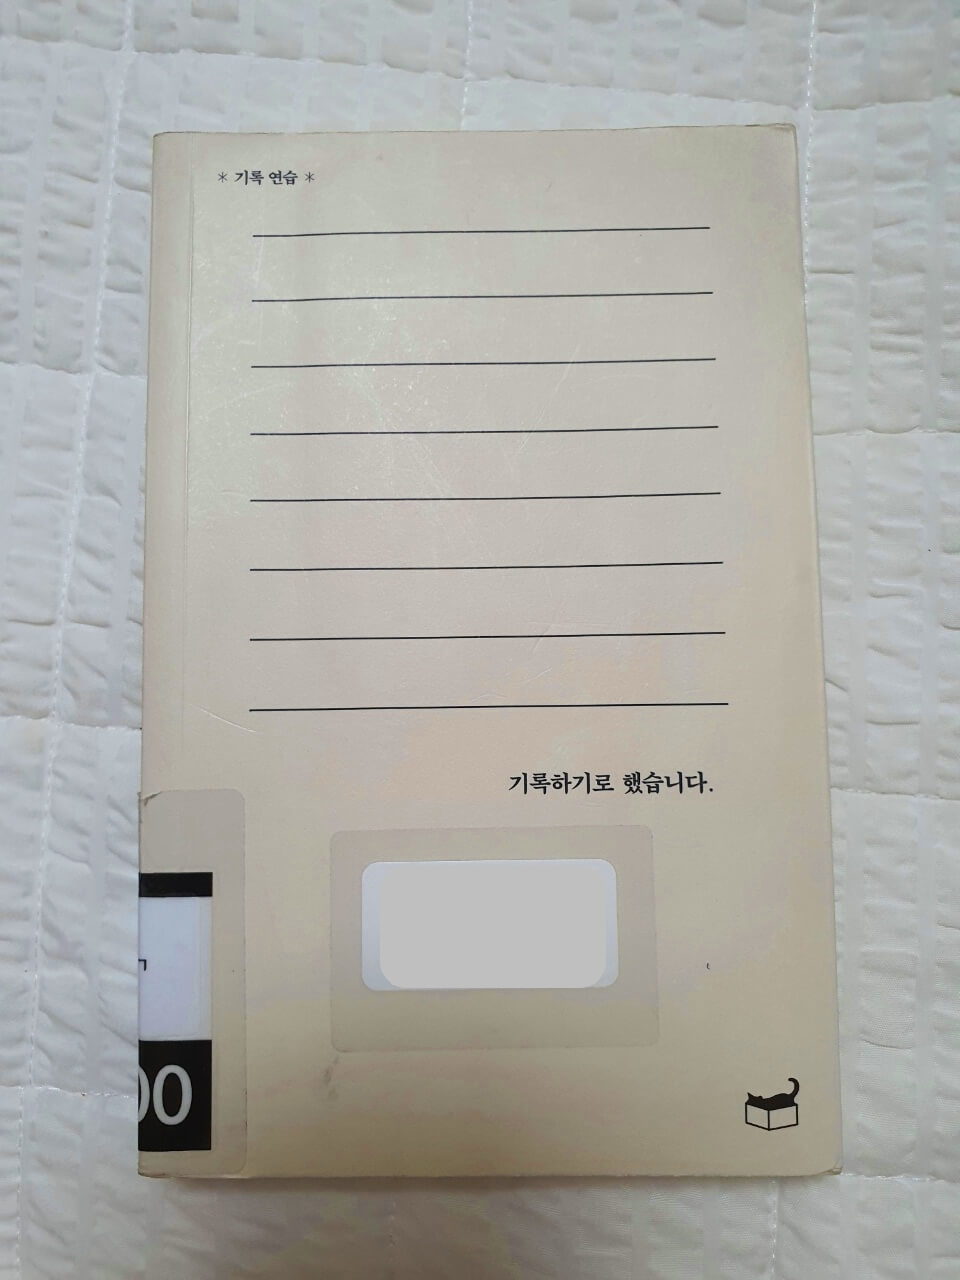 * 기록 연습 *
기록하기로 했습니다.
00